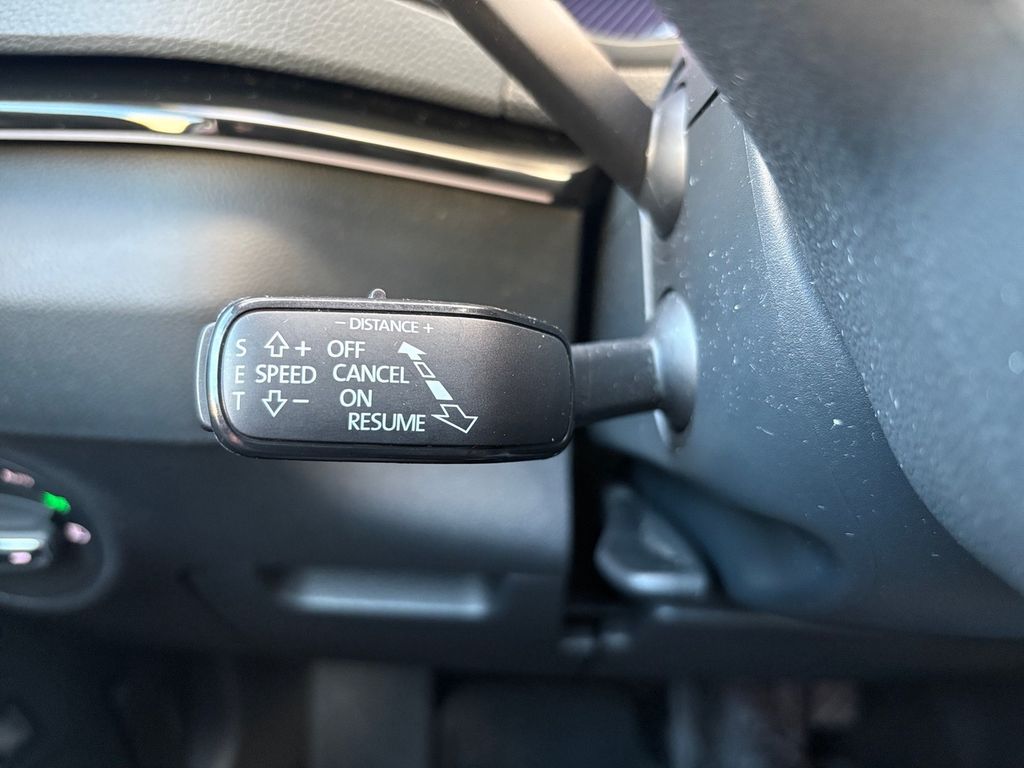 - DISTANCE +
S + OFF
E SPEED CANCEL
T - ON
RESUME